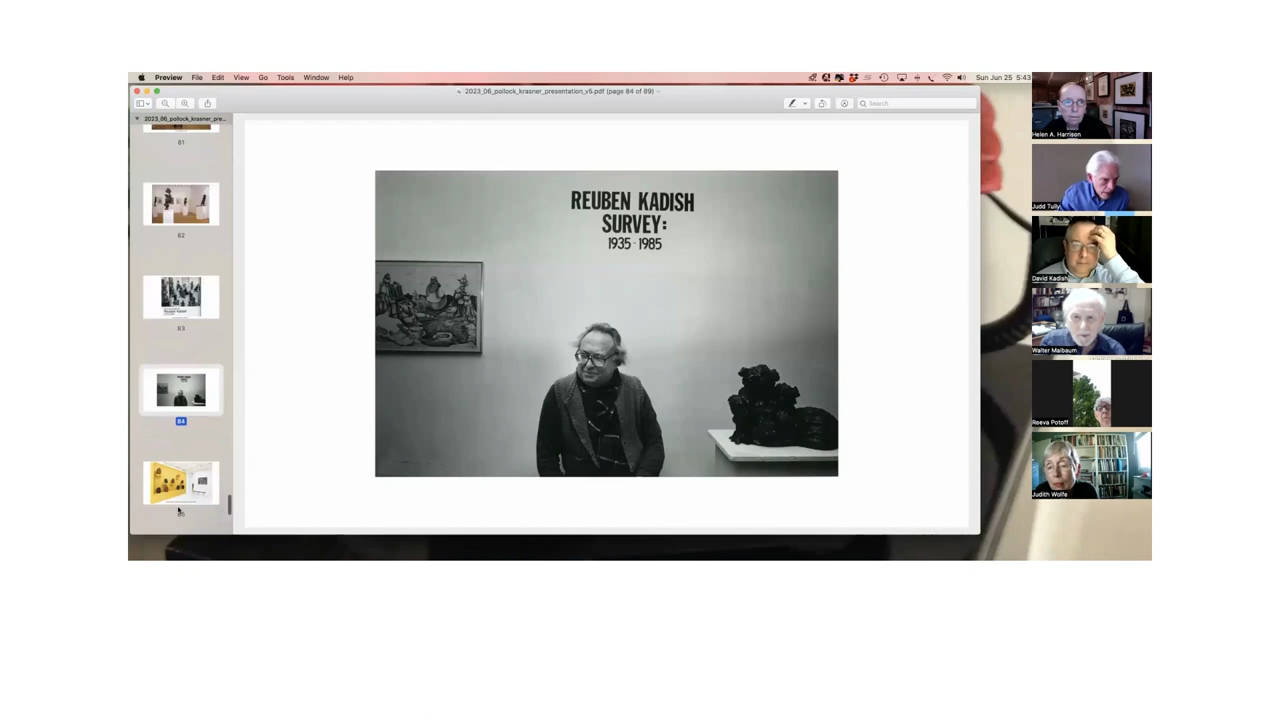 Preview File Edit View Go Tools Window Help
Sun Jun 25 5:43
2023_06_pollock_krasner_presentation_v5.pdf (page 84 of 89)
Search
2023_06_pollock_krasner_pre...
81
82
83
84
REUBEN KADISH
SURVEY:
1935-1985
Helen A. Harrison
Judd Tully
David Kadish
Walter Maibaum
Reeva Potoff
Judith Wolfe